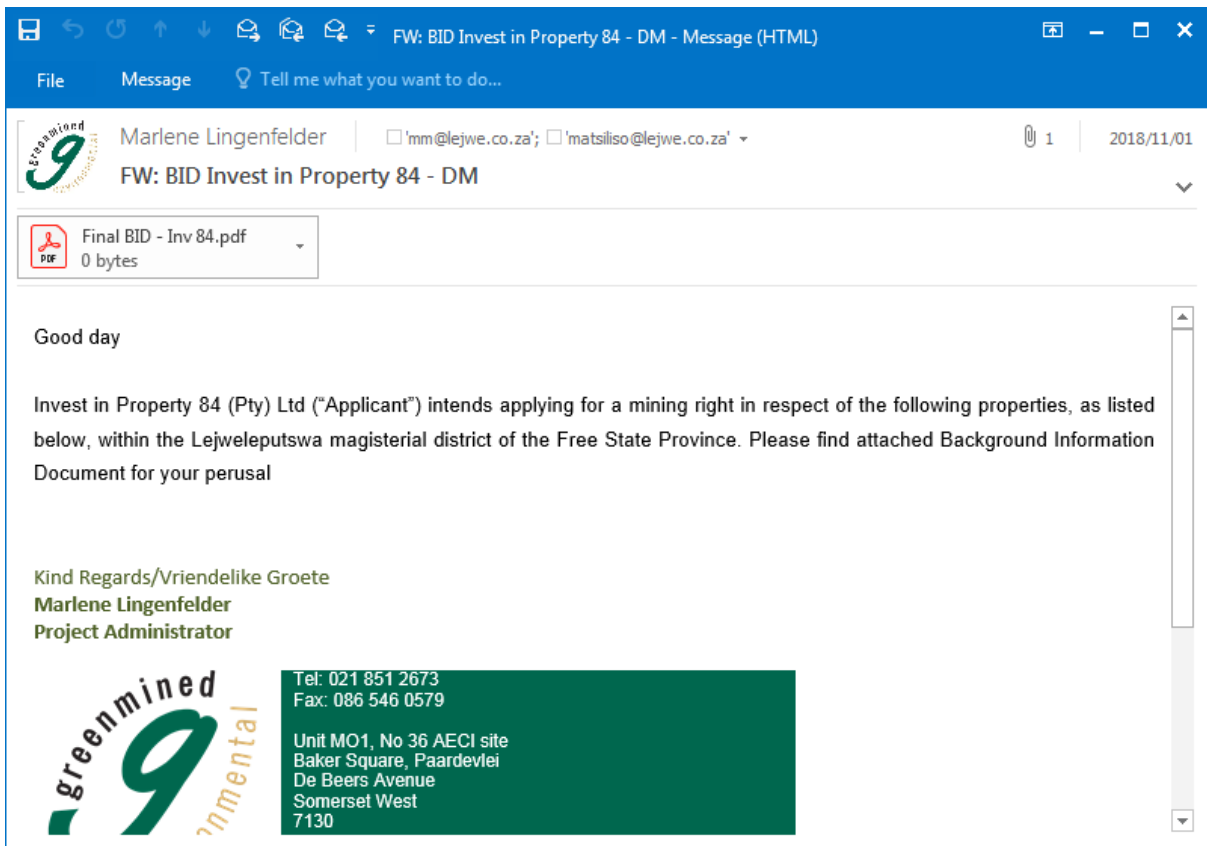 FW: BID Invest in Property 84 - DM - Message (HTML)
File Message Tell me what you want to do...
greenmined
Marlene Lingenfelder 'mm@lejwe.co.za'; 'matsiliso@lejwe.co.za' 1 2018/11/01
FW: BID Invest in Property 84 - DM
PDF
Final BID - Inv 84.pdf
0 bytes
Good day
Invest in Property 84 (Pty) Ltd (“Applicant”) intends applying for a mining right in respect of the following properties, as listed
below, within the Lejweleputswa magisterial district of the Free State Province. Please find attached Background Information
Document for your perusal
Kind Regards/Vriendelike Groete
Marlene Lingenfelder
Project Administrator
greenmined
onmental
Tel: 021 851 2673
Fax: 086 546 0579
Unit MO1, No 36 AECI site
Baker Square, Paardevlei
De Beers Avenue
Somerset West
7130